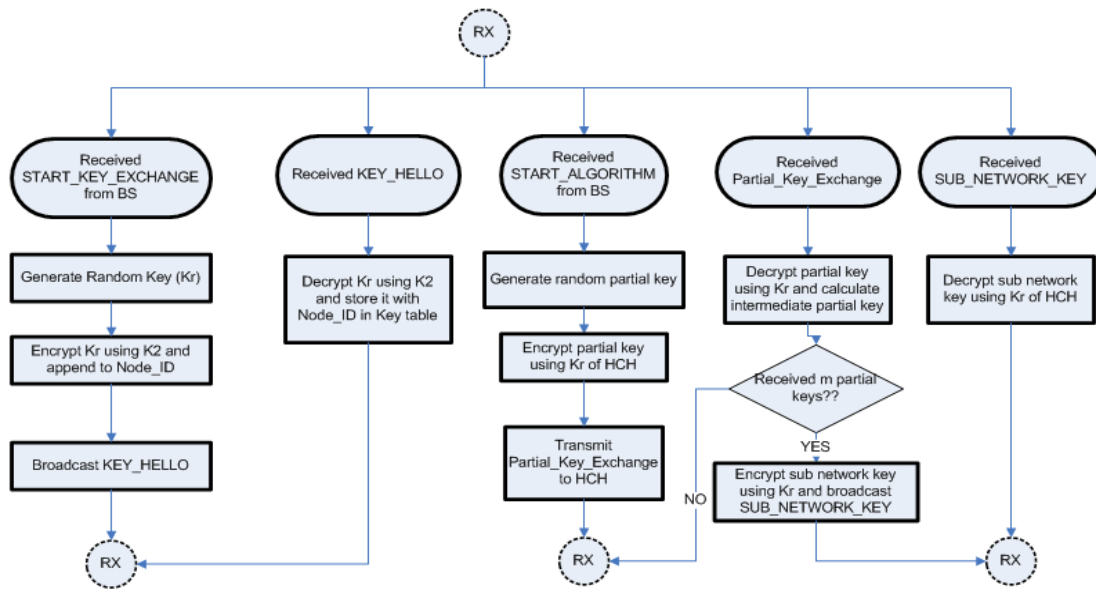 RX
Received
START_KEY_EXCHANGE
from BS
Generate Random Key (Kr)
Encrypt Kr using K2 and
append to Node_ID
Broadcast KEY_HELLO
RX
Received KEY_HELLO
Decrypt Kr using K2
and store it with
Node_ID in Key table
Received
START_ALGORITHM
from BS
Generate random partial key
Encrypt partial key
using Kr of HCH
Transmit
Partial_Key_Exchange
to HCH
RX
Received
Partial_Key_Exchange
Decrypt partial key
using Kr and calculate
intermediate partial key
Received m partial
keys??
YES
NO
Encrypt sub network key
using Kr and broadcast
SUB_NETWORK_KEY
Received
SUB_NETWORK_KEY
Decrypt sub network
key using Kr of HCH
RX